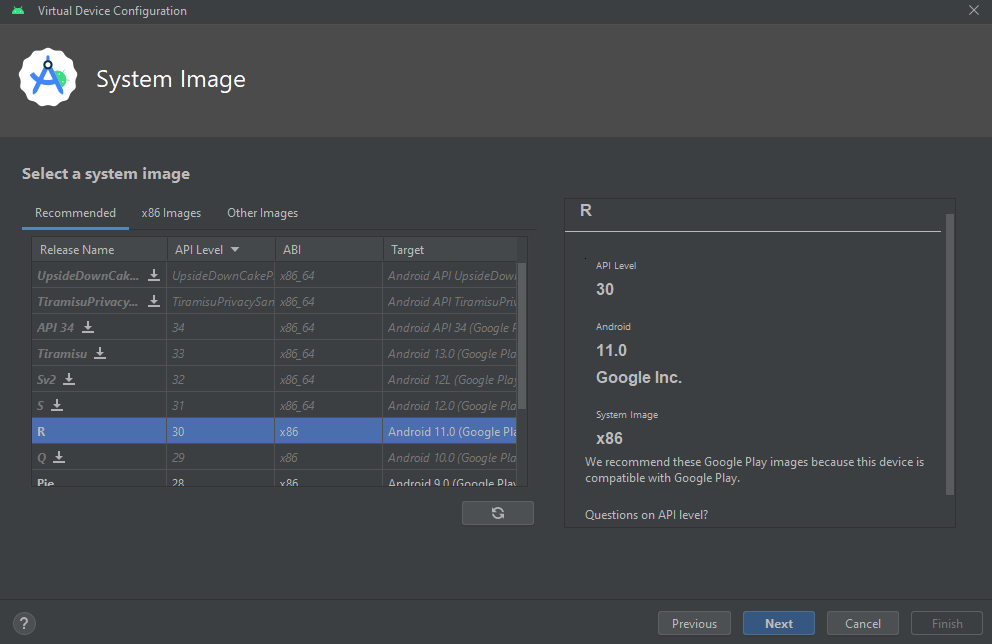 Virtual Device Configuration
System Image
Select a system image
Recommended x86 Images Other Images
Release Name API Level ABI Target
UpsideDownCak... UpsideDownCakeP x86_64 Android API UpsideDow
TiramisuPrivacy... TiramisuPrivacySan x86_64 Android API TiramisuPriv
API 34 34 x86_64 Android API 34 (Google P
Tiramisu 33 x86_64 Android 13.0 (Google Pla
Sv2 32 x86_64 Android 12L (Google Play
S 31 x86_64 Android 12.0 (Google Pla
R 30 x86 Android 11.0 (Google Pla
Q 29 x86 Android 10.0 (Google Pla
Pie 28 x86 Android 9.0 (Google Play
R
API Level
30
Android
11.0
Google Inc.
System Image
x86
We recommend these Google Play images because this device is
compatible with Google Play.
Questions on API level?
? Previous Next Cancel Finish